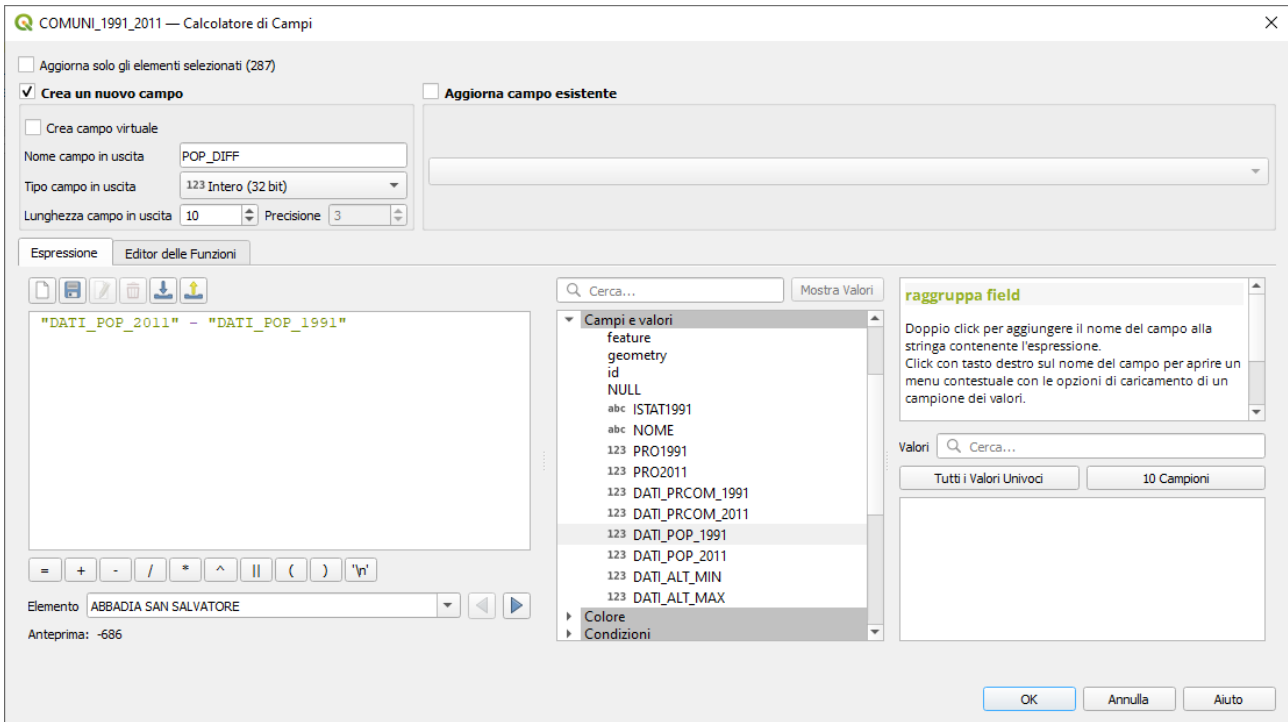 COMUNI_1991_2011 — Calcolatore di Campi
Aggiorna solo gli elementi selezionati (287)
Crea un nuovo campo
Aggiorna campo esistente
Crea campo virtuale
Nome campo in uscita POP_DIFF
Tipo campo in uscita 123 Intero (32 bit)
Lunghezza campo in uscita 10 Precisione 3
Espressione Editor delle Funzioni
"DATI_POP_2011" - "DATI_POP_1991"
= + - / * ^ || ( ) '\n'
Elemento ABBADIA SAN SALVATORE
Anteprima: -686
Cerca... Mostra Valori
Campi e valori
feature
geometry
id
NULL
abc ISTAT1991
abc NOME
123 PRO1991
123 PRO2011
123 DATI_PRCOM_1991
123 DATI_PRCOM_2011
123 DATI_POP_1991
123 DATI_POP_2011
123 DATI_ALT_MIN
123 DATI_ALT_MAX
Colore
Condizioni
raggruppa field
Doppio click per aggiungere il nome del campo alla
stringa contenente l'espressione.
Click con tasto destro sul nome del campo per aprire un
menu contestuale con le opzioni di caricamento di un
campione dei valori.
Valori Cerca...
Tutti i Valori Univoci 10 Campioni
OK Annulla Aiuto